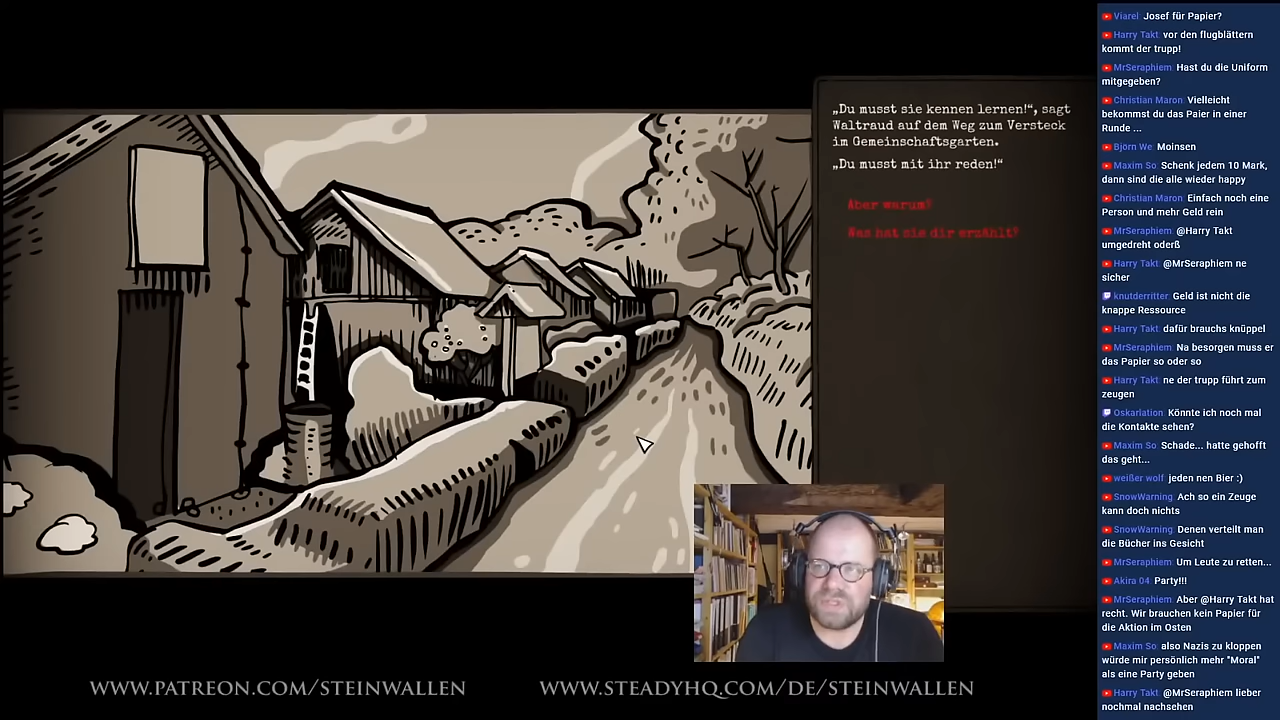 „Du musst sie kennen lernen!“, sagt
Waltraud auf dem Weg zum Versteck
im Gemeinschaftsgarten.
„Du musst mit ihr reden!“
Aber warum?
Was hat sie dir erzählt?
WWW.PATREON.COM/STEINWALLEN
WWW.STEADYHQ.COM/DE/STEINWALLEN
Viarel Josef für Papier?
Harry Takt vor den flugblättern
kommt der trupp!
MrSeraphiem Hast du die Uniform
mitgegeben?
Christian Maron Vielleicht
bekommst du das Paier in einer
Runde ...
Björn We Moinsen
Maxim So Schenk jedem 10 Mark,
dann sind die alle wieder happy
Christian Maron Einfach noch eine
Person und mehr Geld rein
MrSeraphiem @Harry Takt
umgedreht oderß
Harry Takt @MrSeraphiem ne
sicher
knutderritter Geld ist nicht die
knappe Ressource
Harry Takt dafür brauchs knüppel
MrSeraphiem Na besorgen muss er
das Papier so oder so
Harry Takt ne der trupp führt zum
zeugen
Oskarlation Könnte ich noch mal
die Kontakte sehen?
Maxim So Schade... hatte gehofft
das geht...
weißer wolf jeden nen Bier :)
SnowWarning Ach so ein Zeuge
kann doch nichts
SnowWarning Denen verteilt man
die Bücher ins Gesicht
MrSeraphiem Um Leute zu retten...
Akira 04 Party!!!
MrSeraphiem Aber @Harry Takt hat
recht. Wir brauchen kein Papier für
die Aktion im Osten
Maxim So also Nazis zu kloppen
würde mir persönlich mehr "Moral"
als eine Party geben
Harry Takt @MrSeraphiem lieber
nochmal nachsehen